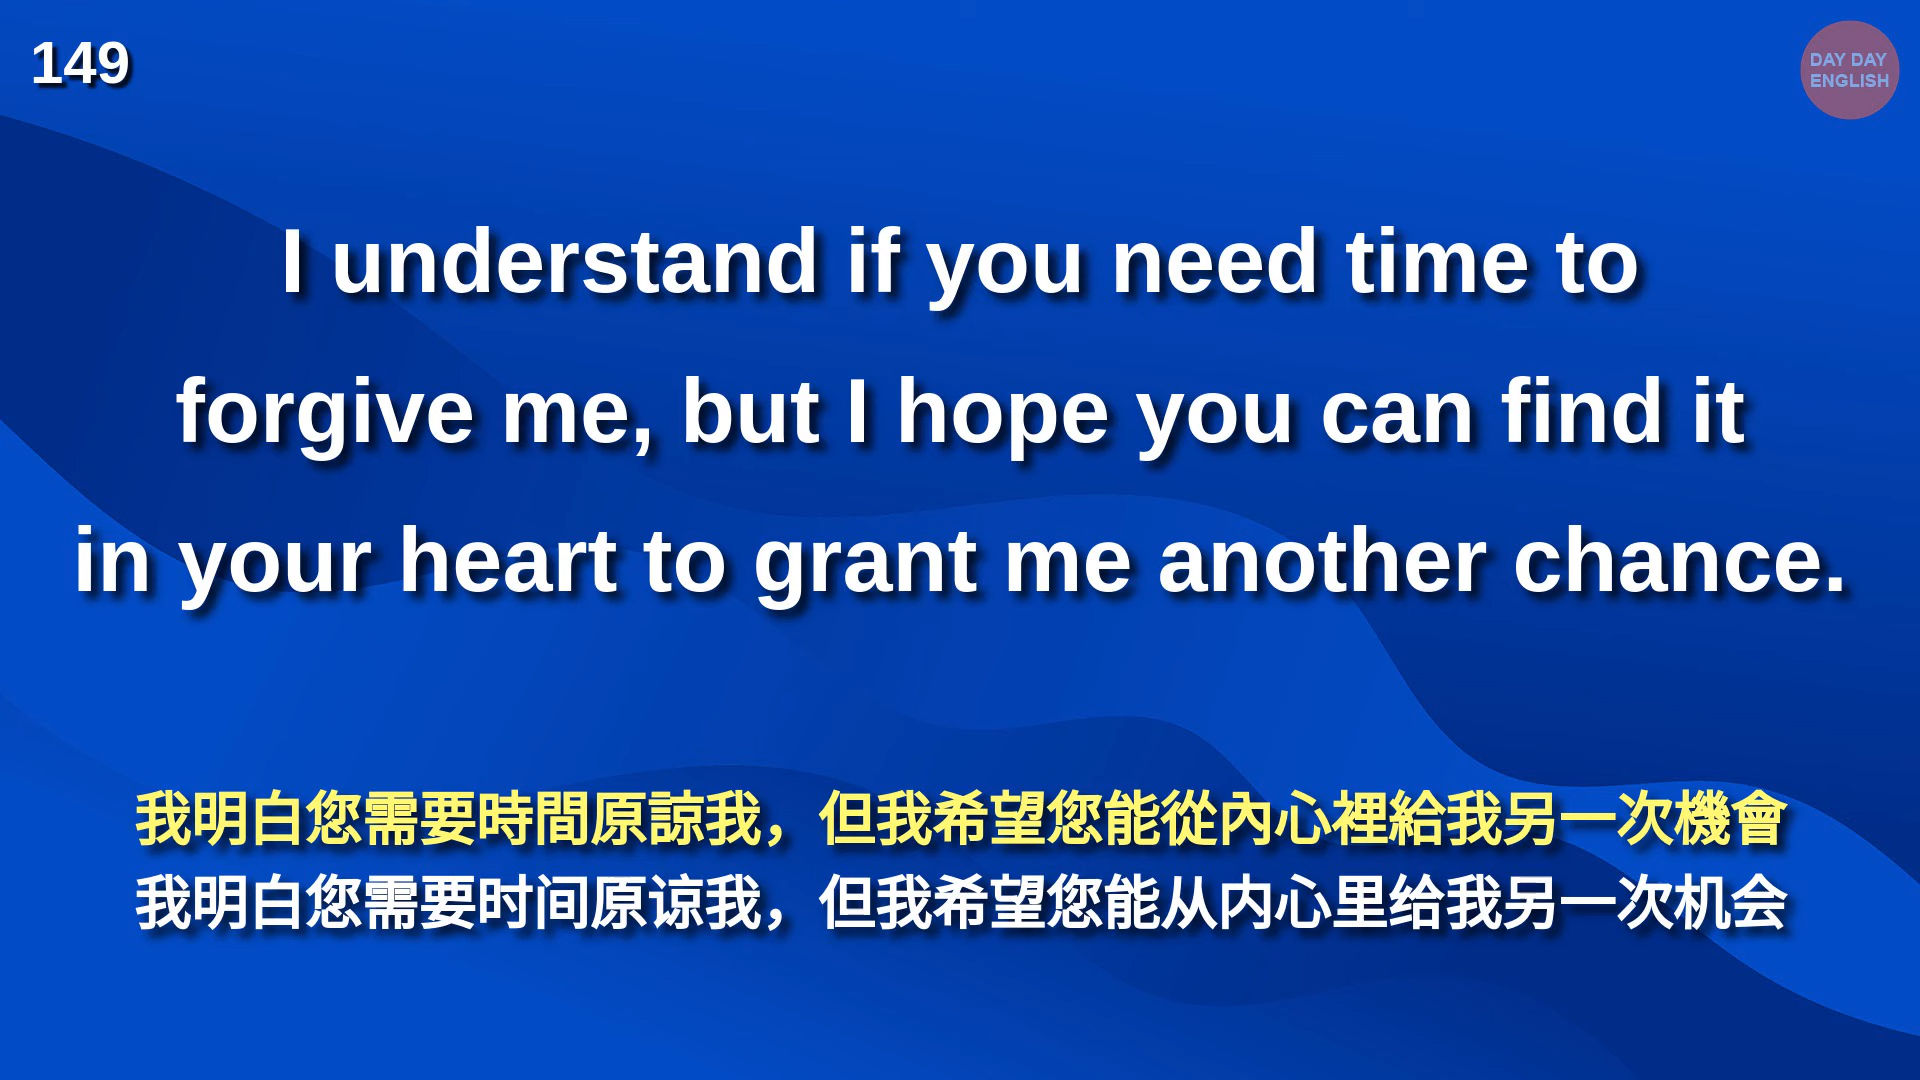 149
DAY DAY
ENGLISH
I understand if you need time to
forgive me, but I hope you can find it
in your heart to grant me another chance.
我明白您需要時間原諒我，但我希望您能從內心裡給我另一次機會
我明白您需要时间原谅我，但我希望您能从内心里给我另一次机会